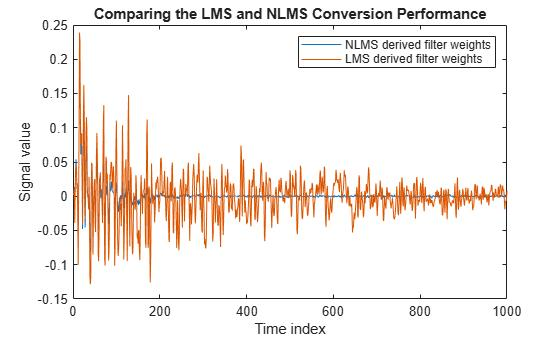 Comparing the LMS and NLMS Conversion Performance
NLMS derived filter weights
LMS derived filter weights
Signal value
0.25
0.2
0.15
0.1
0.05
0
-0.05
-0.1
-0.15
0 200 400 600 800 1000
Time index